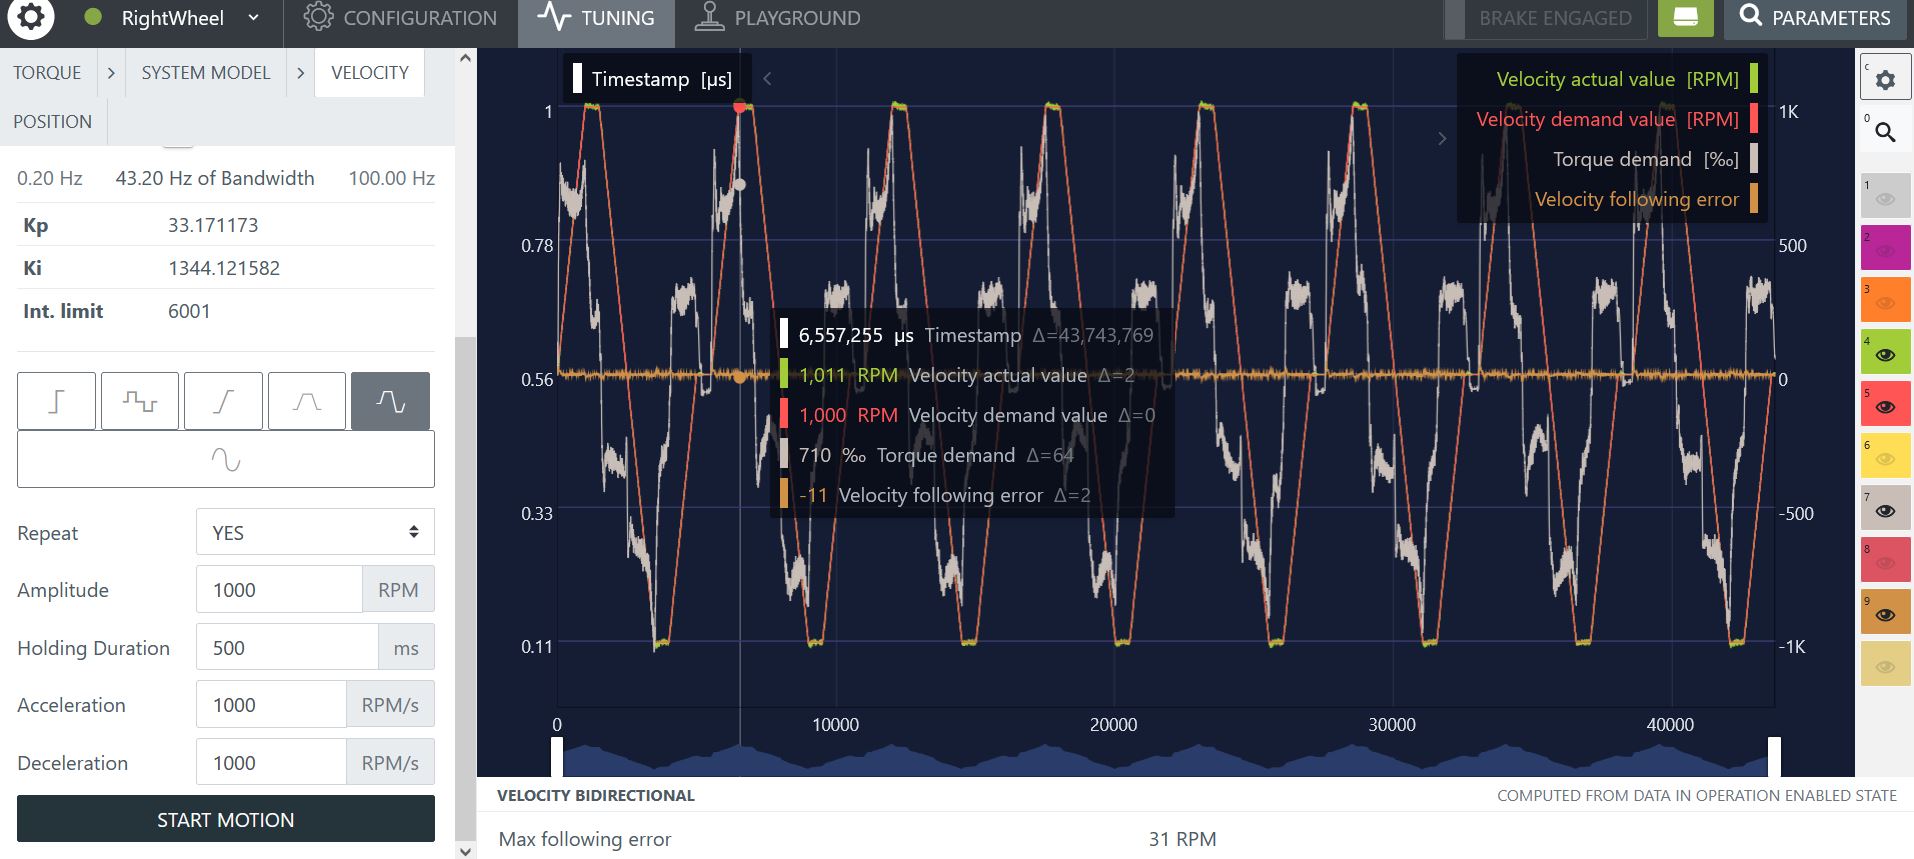 RightWheel
CONFIGURATION
TUNING
PLAYGROUND
BRAKE ENGAGED
PARAMETERS
TORQUE
SYSTEM MODEL
VELOCITY
POSITION
0.20 Hz 43.20 Hz of Bandwidth 100.00 Hz
Kp 33.171173
Ki 1344.121582
Int. limit 6001
Repeat YES
Amplitude 1000 RPM
Holding Duration 500 ms
Acceleration 1000 RPM/s
Deceleration 1000 RPM/s
START MOTION
Timestamp [µs]
Velocity actual value [RPM]
Velocity demand value [RPM]
Torque demand [‰]
Velocity following error
1
0.78
0.56
0.33
0.11
1K
500
0
-500
-1K
6,557,255 µs Timestamp Δ=43,743,769
1,011 RPM Velocity actual value Δ=2
1,000 RPM Velocity demand value Δ=0
710 ‰ Torque demand Δ=64
-11 Velocity following error Δ=2
0 10000 20000 30000 40000
c
0
1
2
3
4
5
6
7
8
9
VELOCITY BIDIRECTIONAL
COMPUTED FROM DATA IN OPERATION ENABLED STATE
Max following error 31 RPM